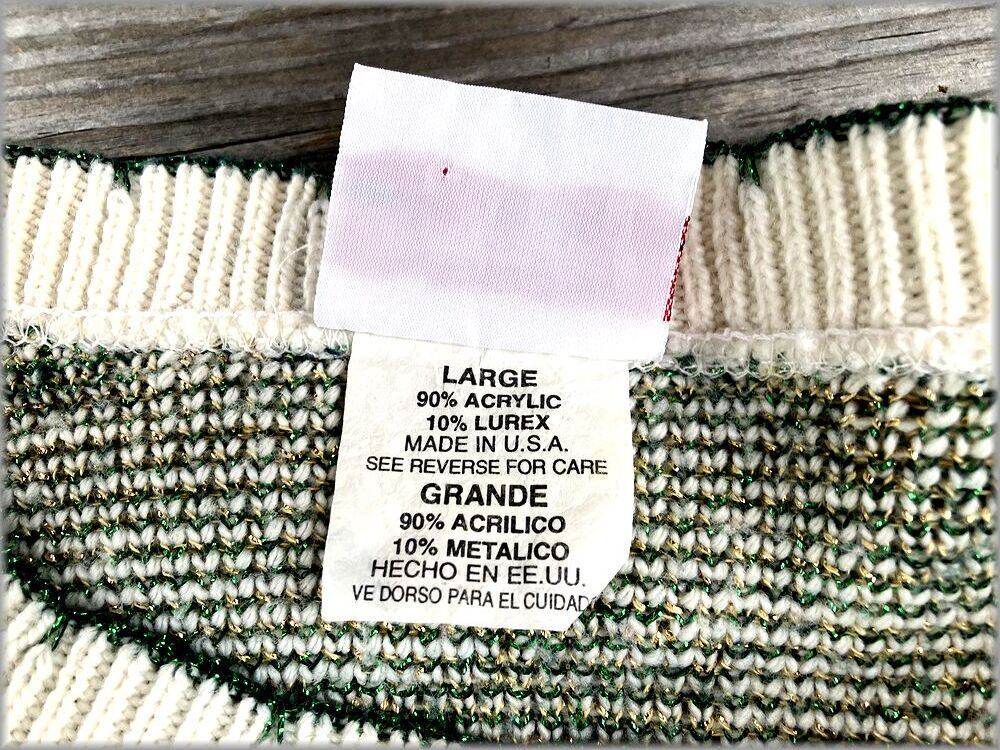 LARGE
90% ACRYLIC
10% LUREX
MADE IN U.S.A.
SEE REVERSE FOR CARE
GRANDE
90% ACRILICO
10% METALICO
HECHO EN EE.UU.
VE DORSO PARA EL CUIDAD